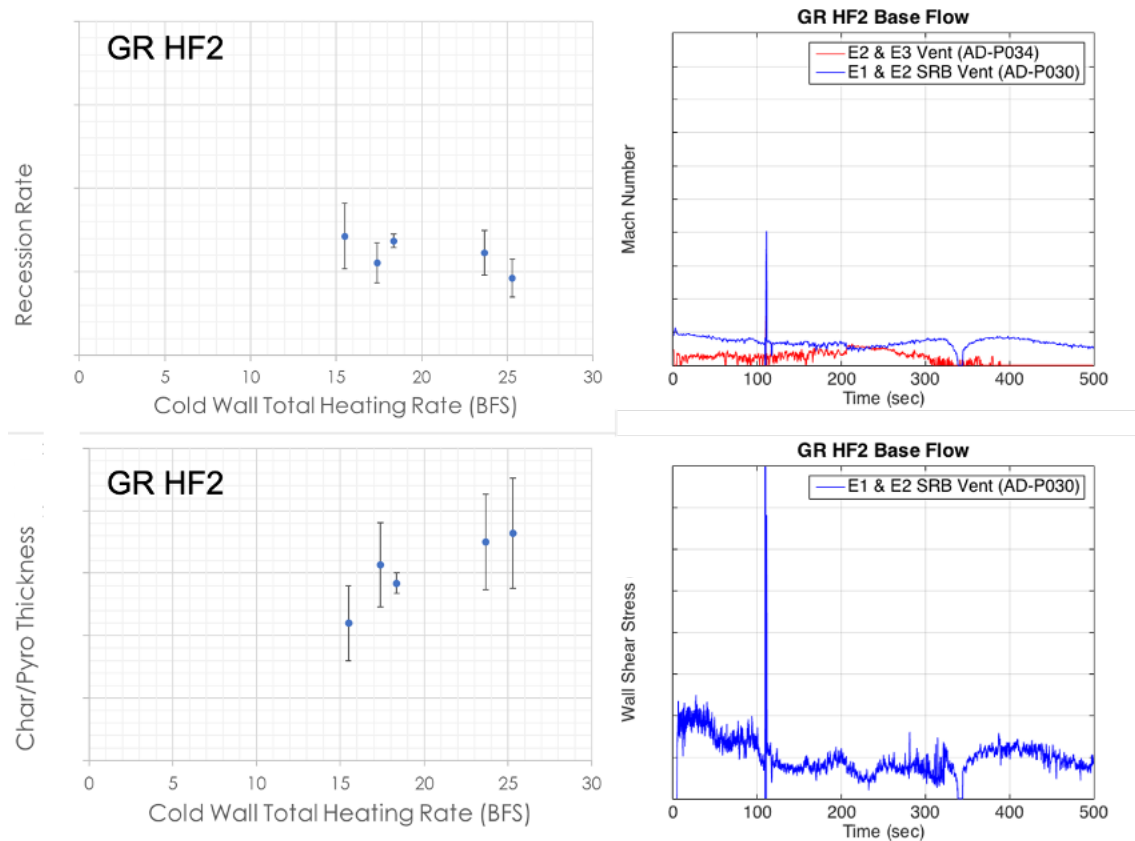 GR HF2
Recession Rate
0 5 10 15 20 25 30
Cold Wall Total Heating Rate (BFS)
GR HF2 Base Flow
E2 & E3 Vent (AD-P034)
E1 & E2 SRB Vent (AD-P030)
Mach Number
0 100 200 300 400 500
Time (sec)
GR HF2
Char/Pyro Thickness
0 5 10 15 20 25 30
Cold Wall Total Heating Rate (BFS)
GR HF2 Base Flow
E1 & E2 SRB Vent (AD-P030)
Wall Shear Stress
0 100 200 300 400 500
Time (sec)